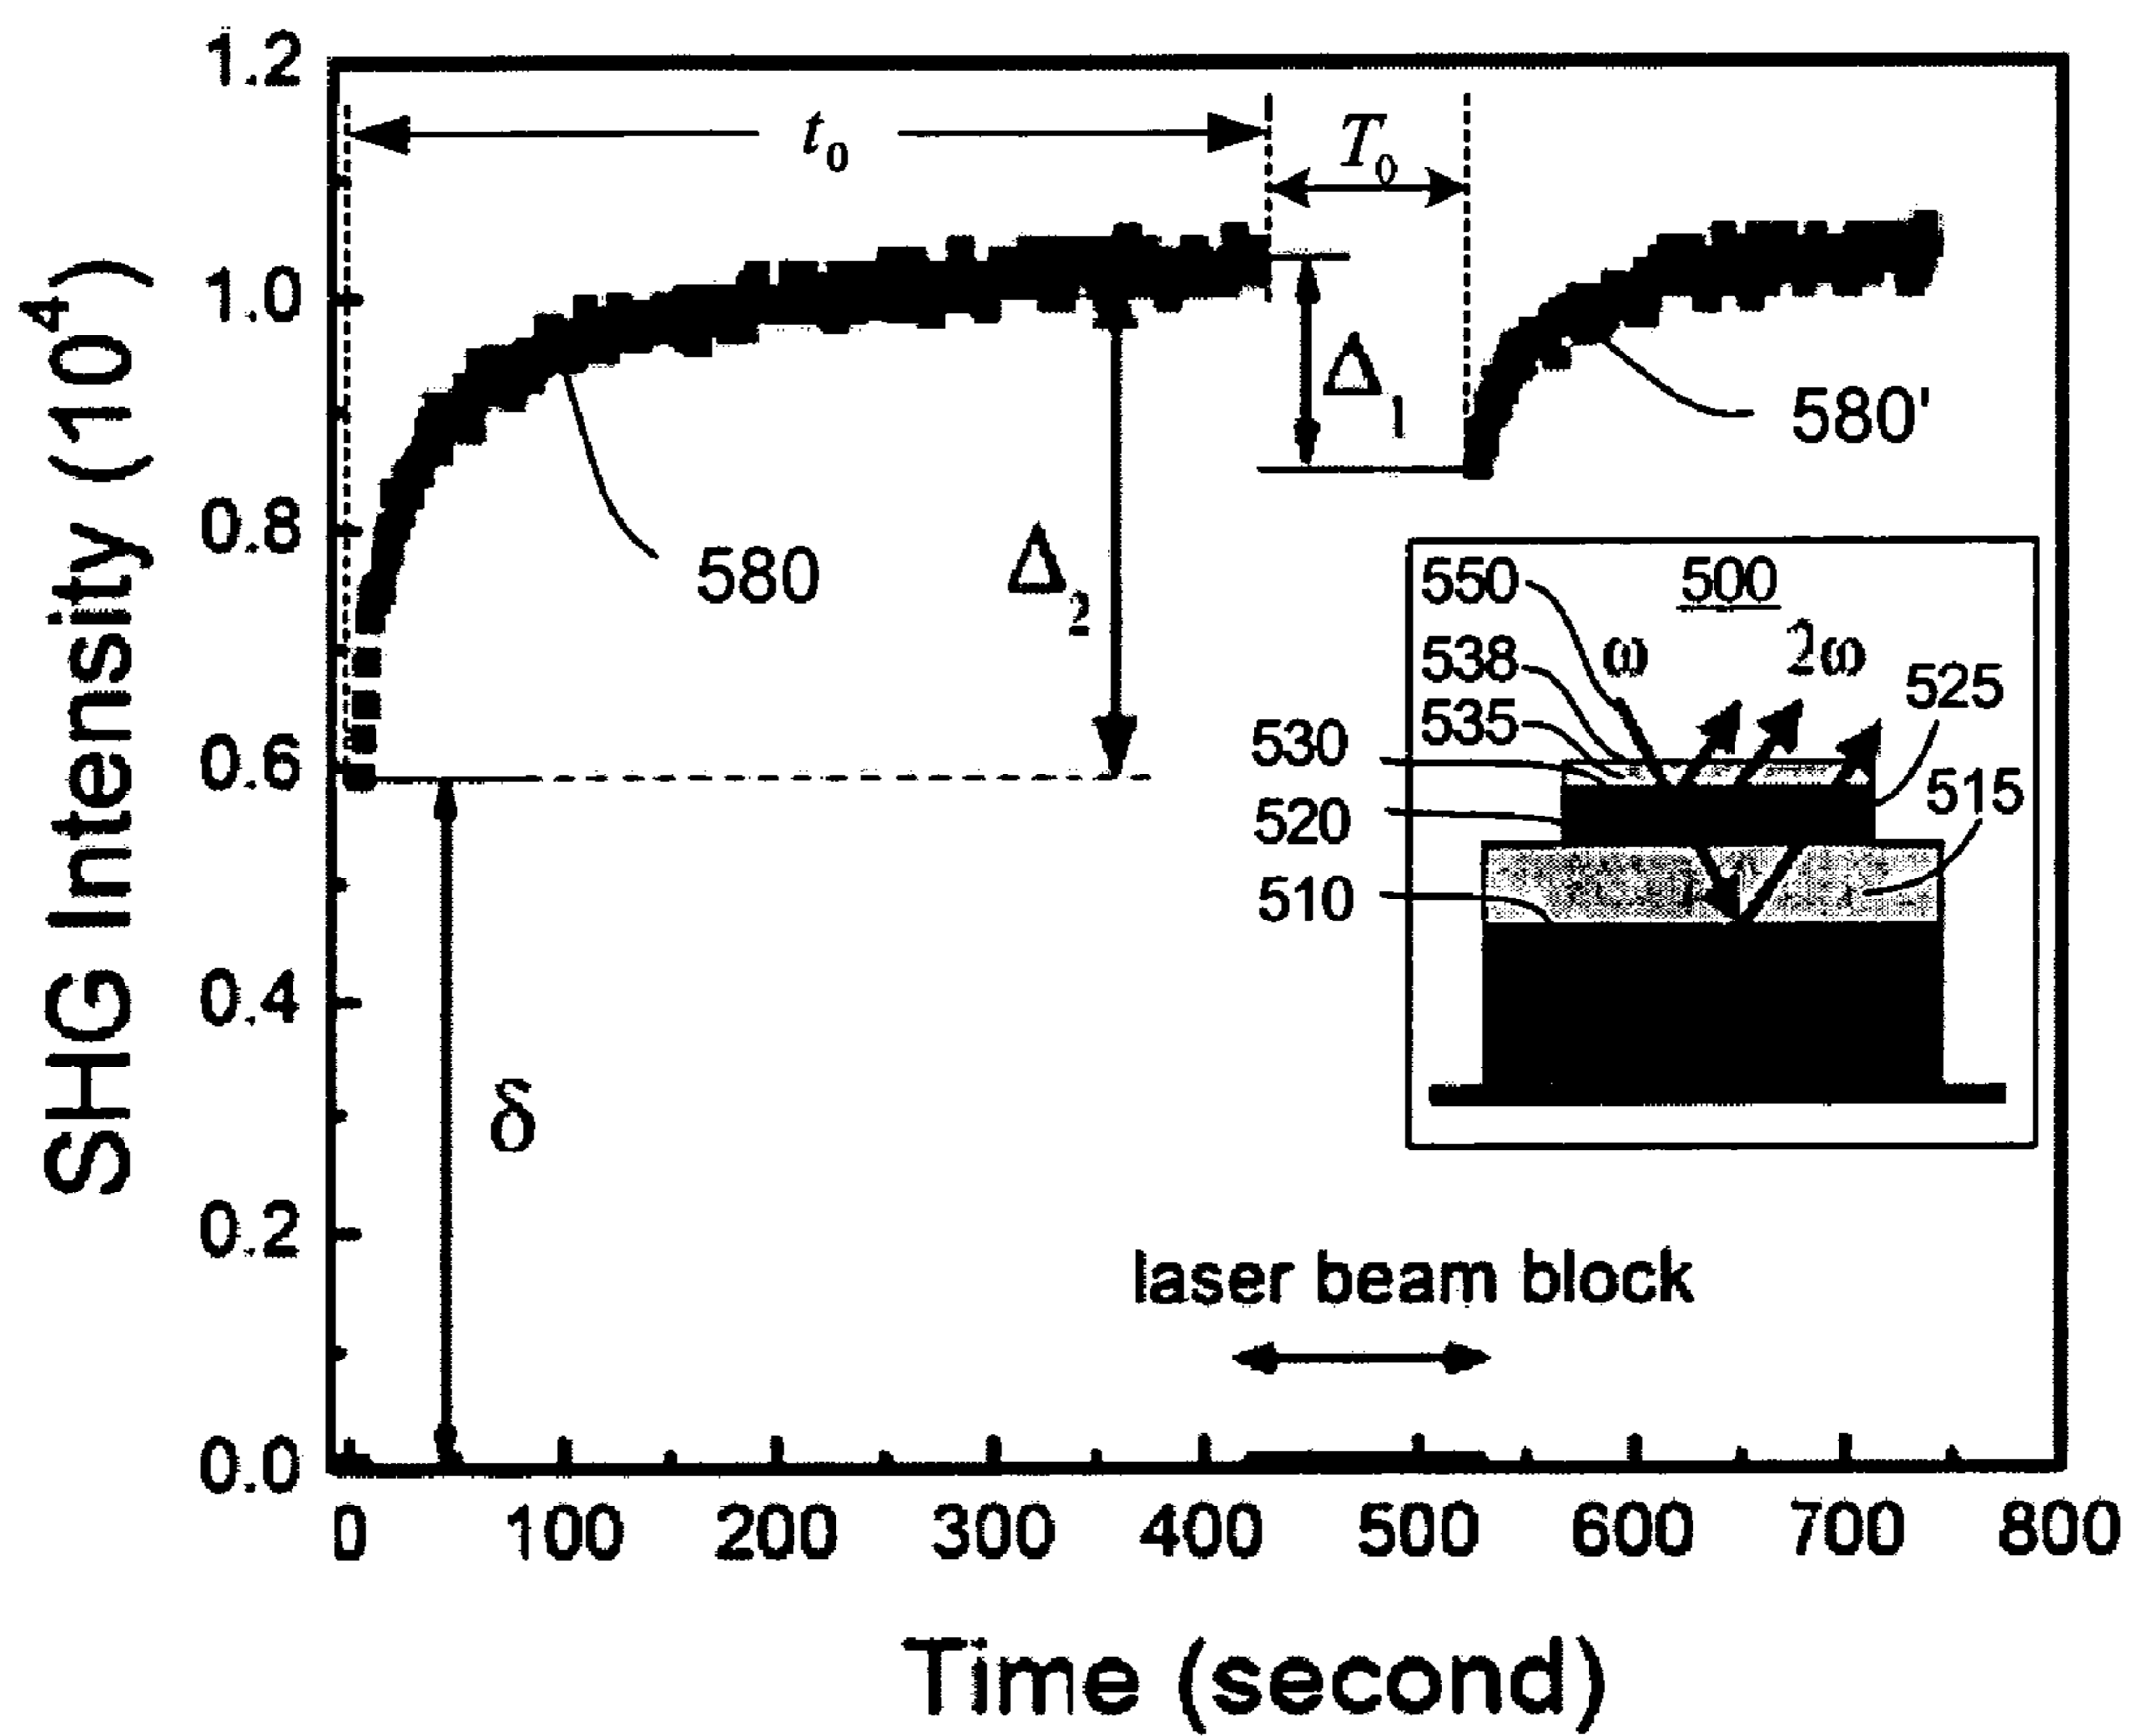 SHG Intensity (10⁴)
1.2
1.0
0.8
0.6
0.4
0.2
0.0
t₀
T₀
Δ₁
Δ₂
580
580'
δ
550
500
538
ω
2ω
535
525
530
515
520
510
laser beam block
0 100 200 300 400 500 600 700 800
Time (second)